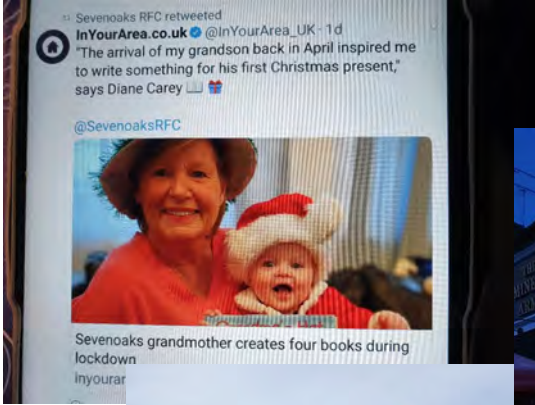 Sevenoaks RFC retweeted
InYourArea.co.uk @InYourArea_UK · 1d
"The arrival of my grandson back in April inspired me
to write something for his first Christmas present,"
says Diane Carey
@SevenoaksRFC
Sevenoaks grandmother creates four books during
lockdown
inyourar
THE